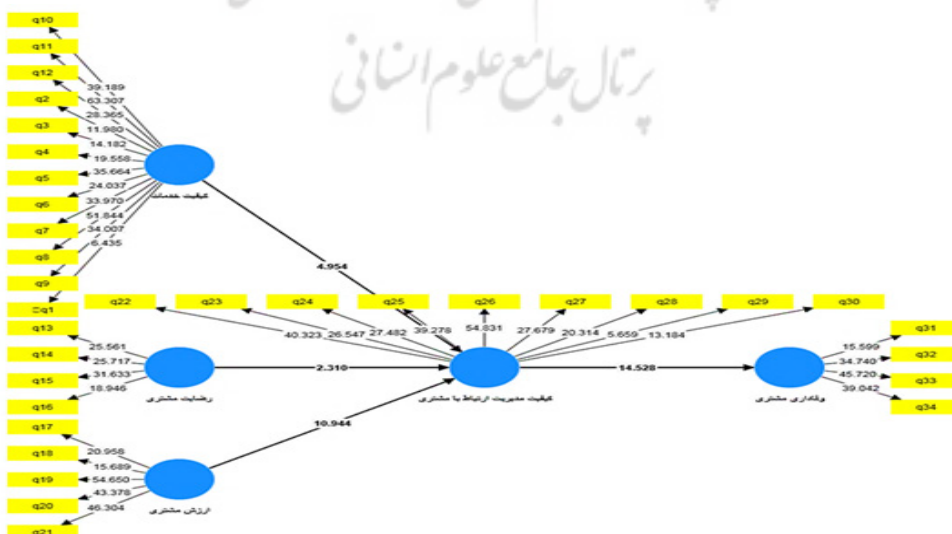 پرتال جامع علوم انسانی
q10
q11
q12
q2
q3
q4
q5
q6
q7
q8
q9
q1
39.189
63.307
28.365
11.980
14.182
19.558
35.664
24.037
33.970
51.844
34.007
6.435
کیفیت خدمات
4.954
q22
q23
q24
q25
q26
q27
q28
q29
q30
40.323
26.547
27.482
39.278
54.831
27.679
20.314
5.659
13.184
q13
q14
q15
q16
25.561
25.717
31.633
18.946
رضایت مشتری
2.310
کیفیت مدیریت ارتباط با مشتری
14.528
q31
q32
q33
q34
15.599
34.740
45.720
39.042
وفاداری مشتری
10.944
q17
q18
q19
q20
q21
20.958
15.689
54.650
43.378
46.304
ارزش مشتری